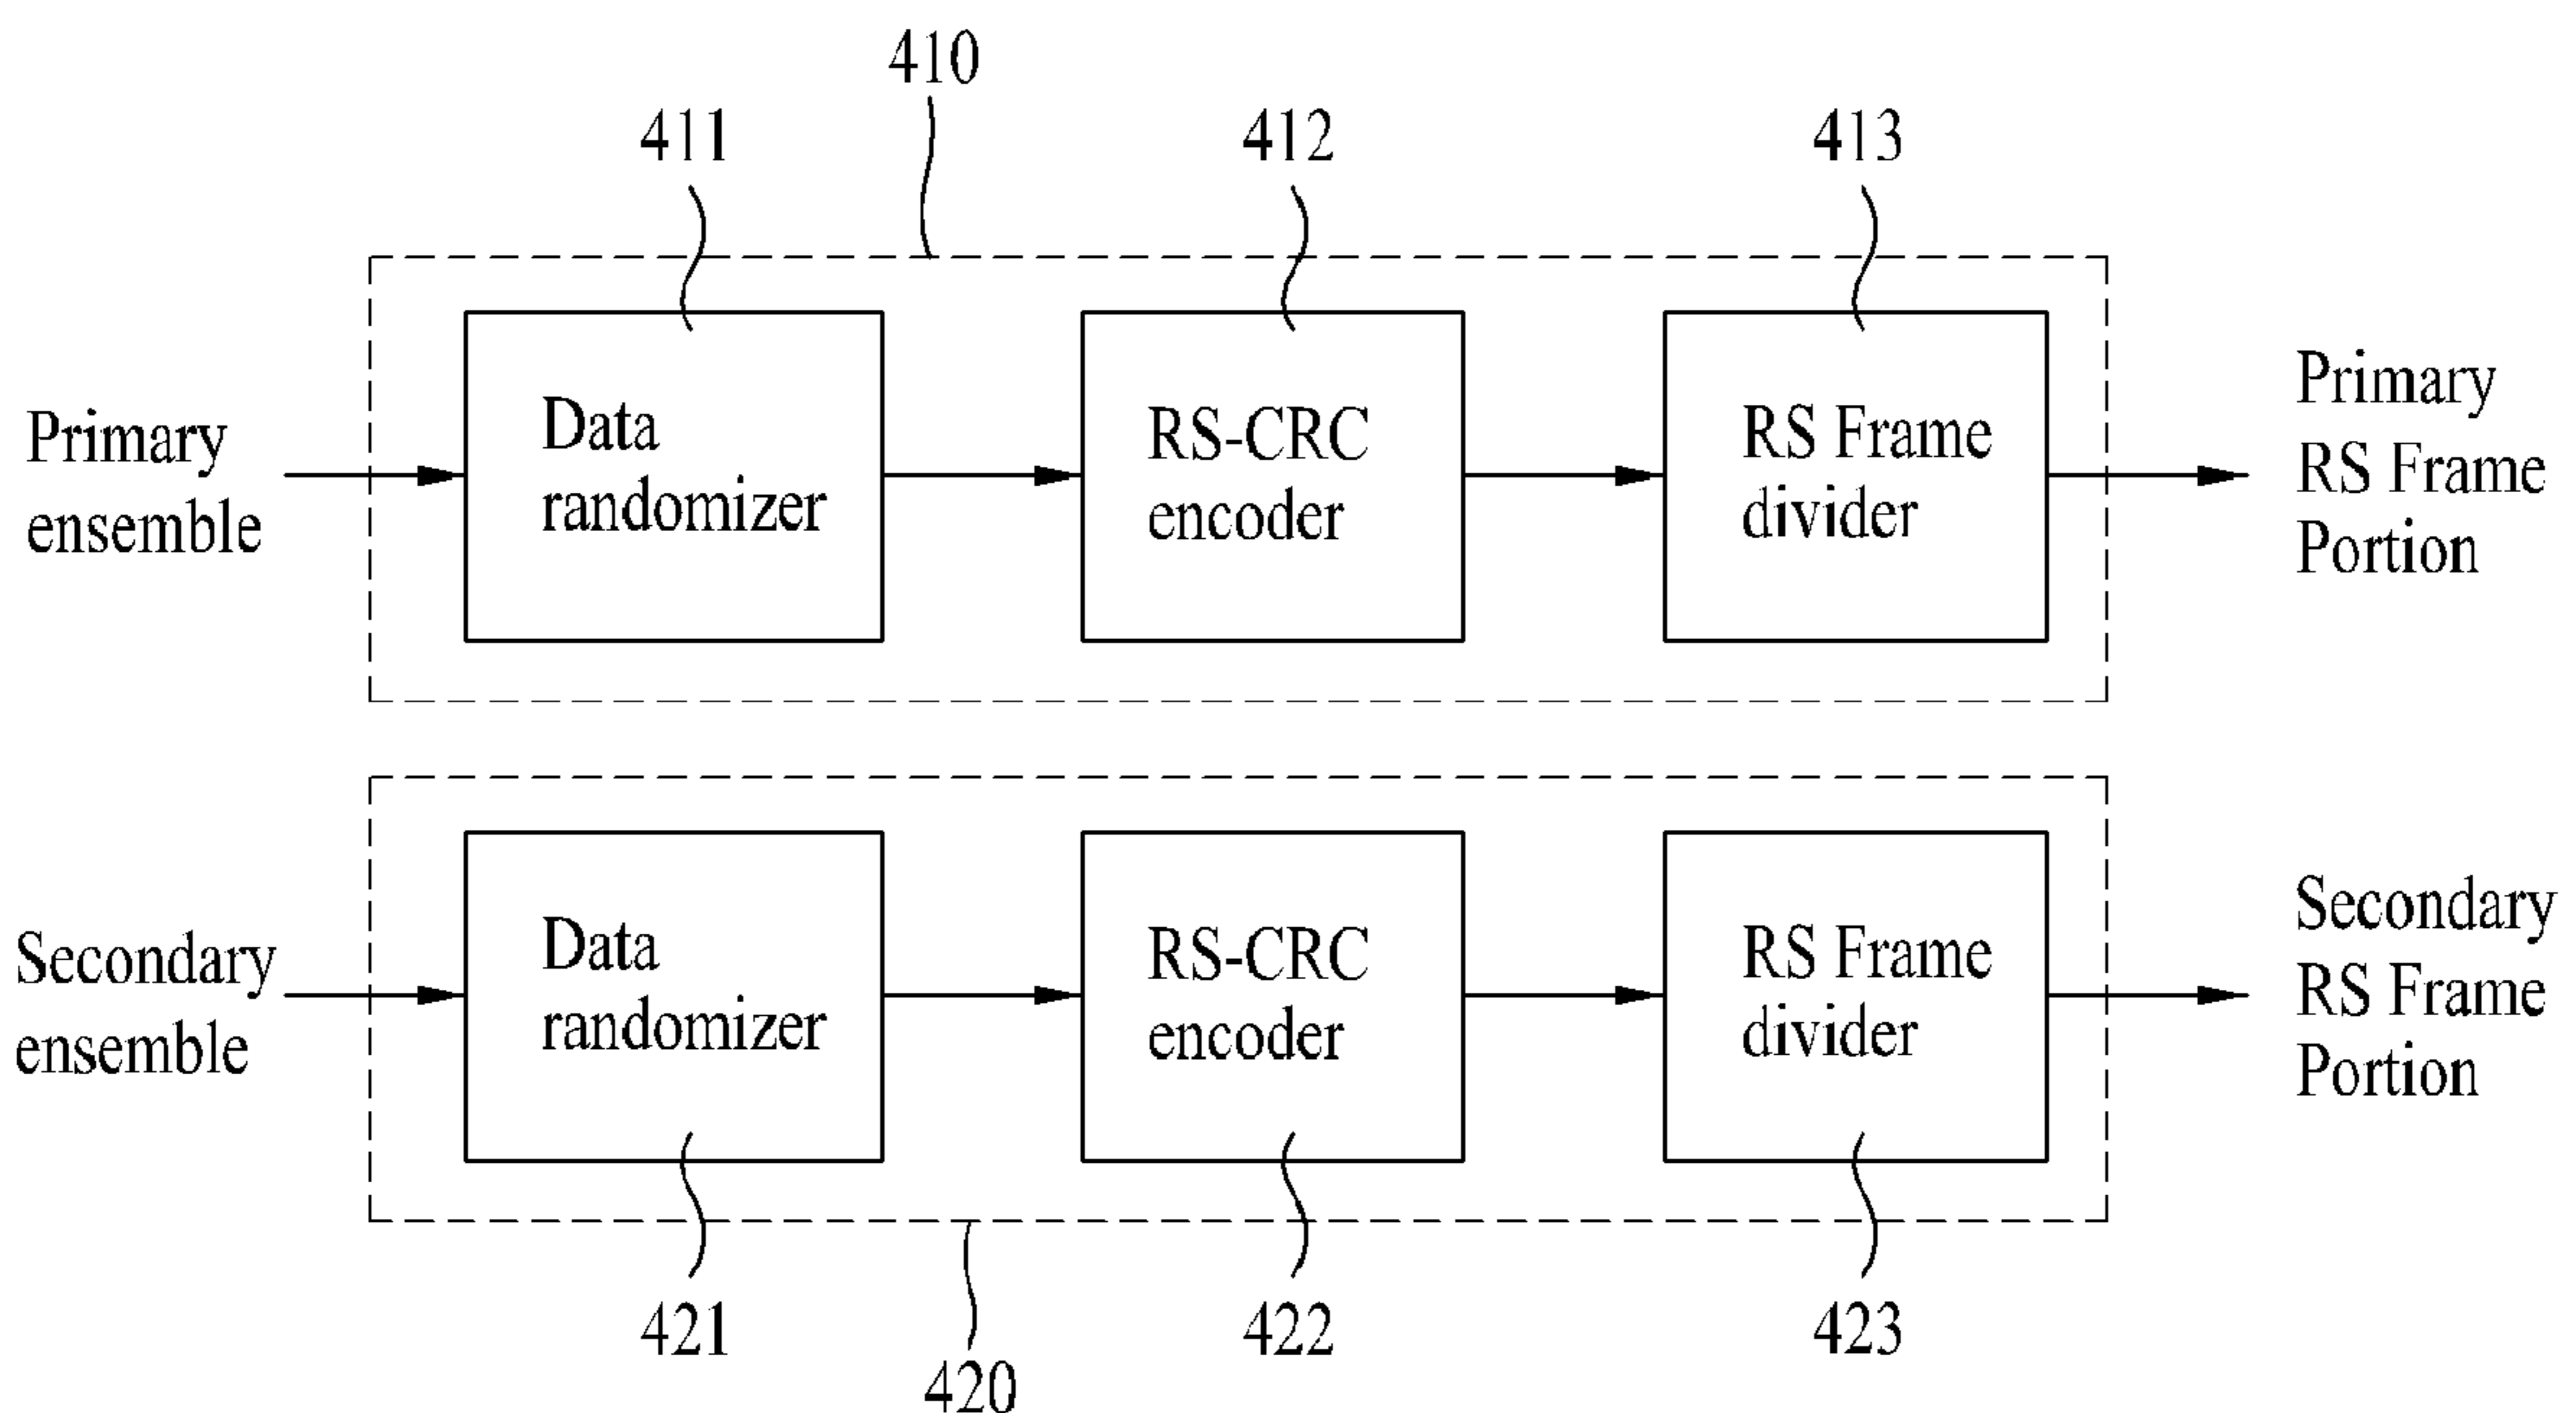 410
411
412
413
Primary
ensemble
Data
randomizer
RS-CRC
encoder
RS Frame
divider
Primary
RS Frame
Portion
Secondary
ensemble
Data
randomizer
RS-CRC
encoder
RS Frame
divider
Secondary
RS Frame
Portion
421
422
423
420